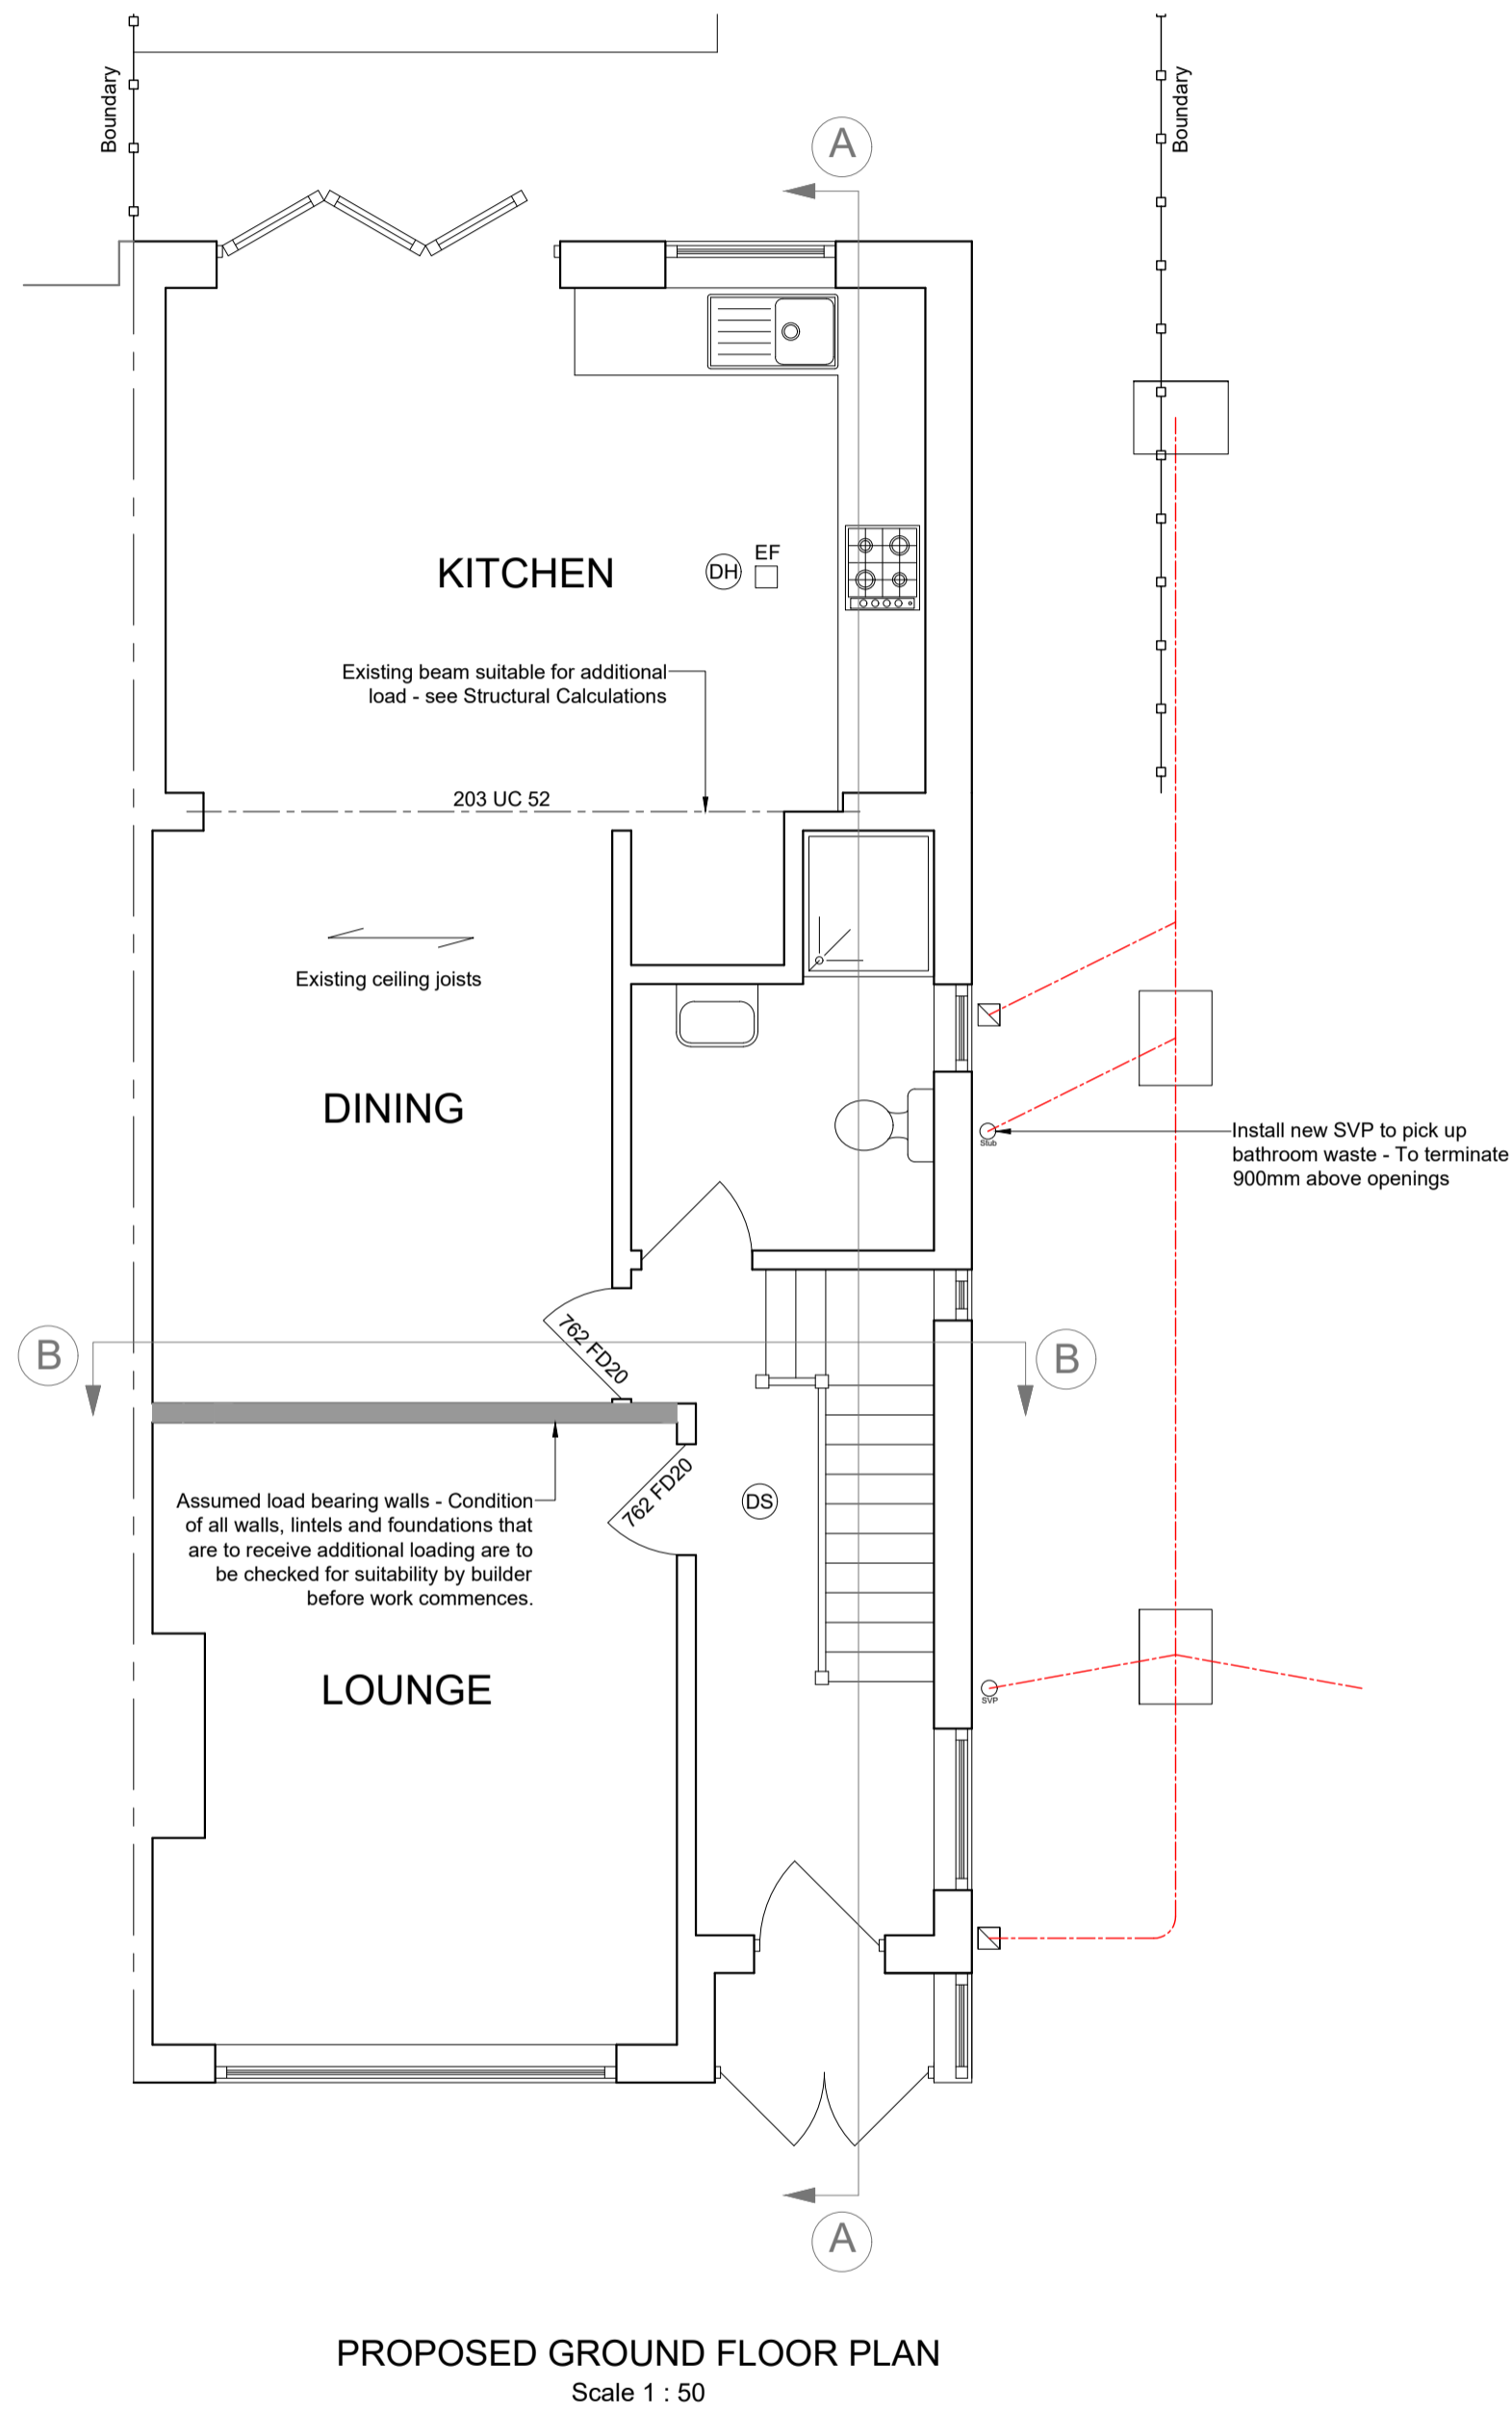 Boundary
Boundary
A
KITCHEN
DH
EF
Existing beam suitable for additional
load - see Structural Calculations
203 UC 52
Existing ceiling joists
DINING
Stub
Install new SVP to pick up
bathroom waste - To terminate
900mm above openings
762 FD20
B
B
762 FD20
DS
Assumed load bearing walls - Condition
of all walls, lintels and foundations that
are to receive additional loading are to
be checked for suitability by builder
before work commences.
LOUNGE
SVP
A
PROPOSED GROUND FLOOR PLAN
Scale 1 : 50